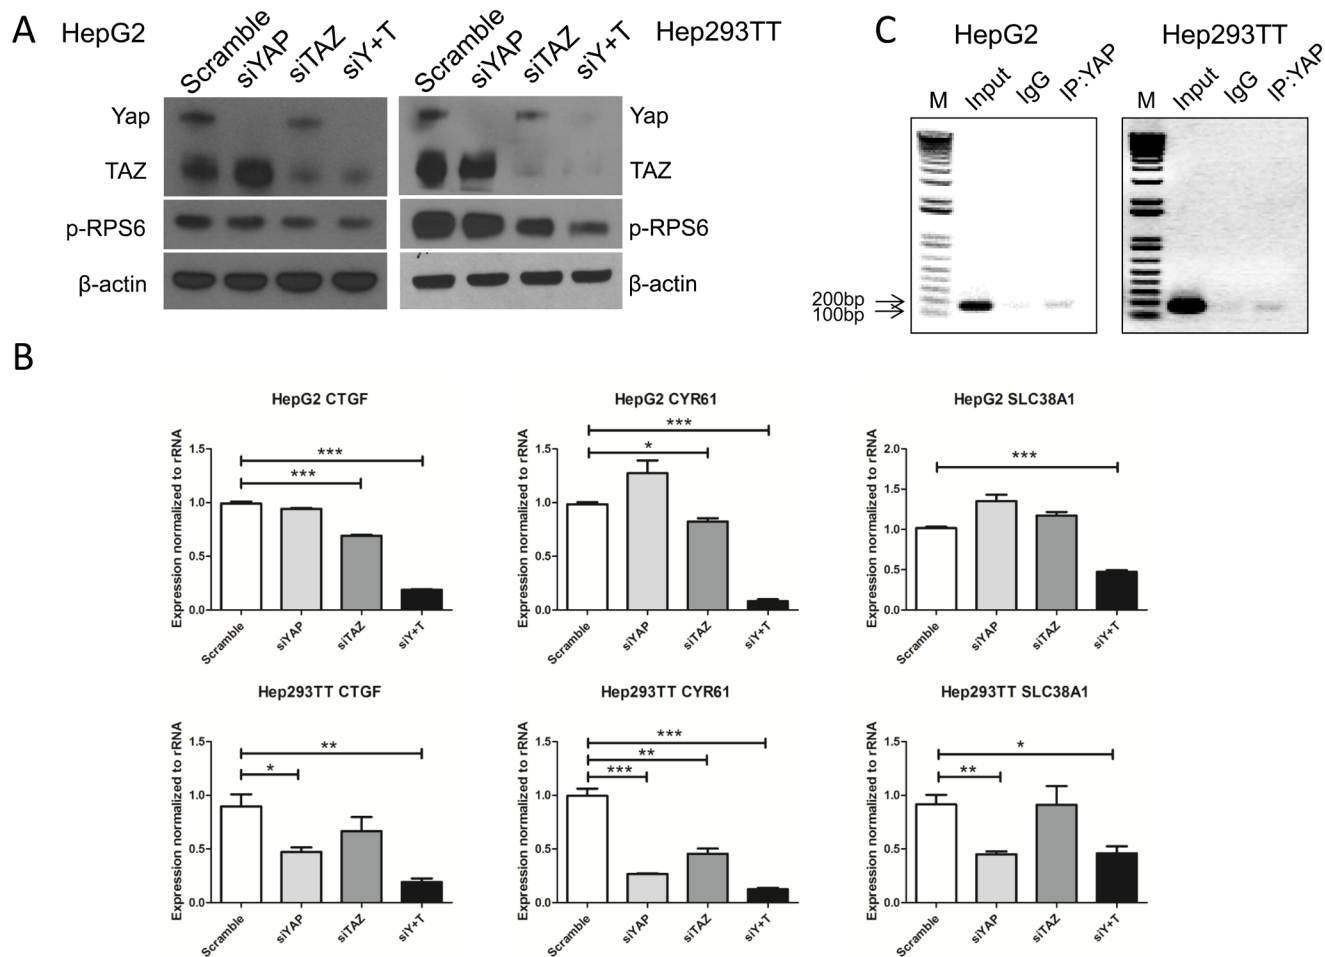 A
HepG2
Scramble
siYAP
siTAZ
siY+T
Scramble
siYAP
siTAZ
siY+T
Hep293TT
Yap
TAZ
p-RPS6
β-actin
Yap
TAZ
p-RPS6
β-actin
C
HepG2
Hep293TT
M
Input
IgG
IP:YAP
M
Input
IgG
IP:YAP
200bp
100bp
B
HepG2 CTGF
Expression normalized to rRNA
1.5
1.0
0.5
0.0
***
***
Scramble
siYAP
siTAZ
siY+T
HepG2 CYR61
Expression normalized to rRNA
1.5
1.0
0.5
0.0
***
*
Scramble
siYAP
siTAZ
siY+T
HepG2 SLC38A1
Expression normalized to rRNA
2.0
1.5
1.0
0.5
0.0
***
Scramble
siYAP
siTAZ
siY+T
Hep293TT CTGF
Expression normalized to rRNA
1.5
1.0
0.5
0.0
**
*
Scramble
siYAP
siTAZ
siY+T
Hep293TT CYR61
Expression normalized to rRNA
1.5
1.0
0.5
0.0
***
**
***
Scramble
siYAP
siTAZ
siY+T
Hep293TT SLC38A1
Expression normalized to rRNA
1.5
1.0
0.5
0.0
*
**
Scramble
siYAP
siTAZ
siY+T